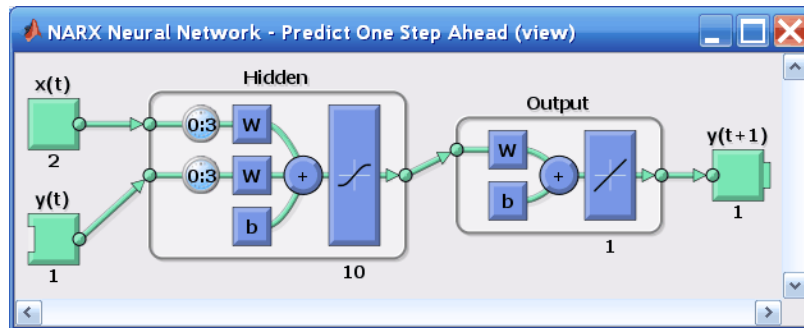 NARX Neural Network - Predict One Step Ahead (view)
Hidden
x(t)
0:3
W
2
Output
W
y(t+1)
0:3
W
+
+
y(t)
b
b
1
1
1
10